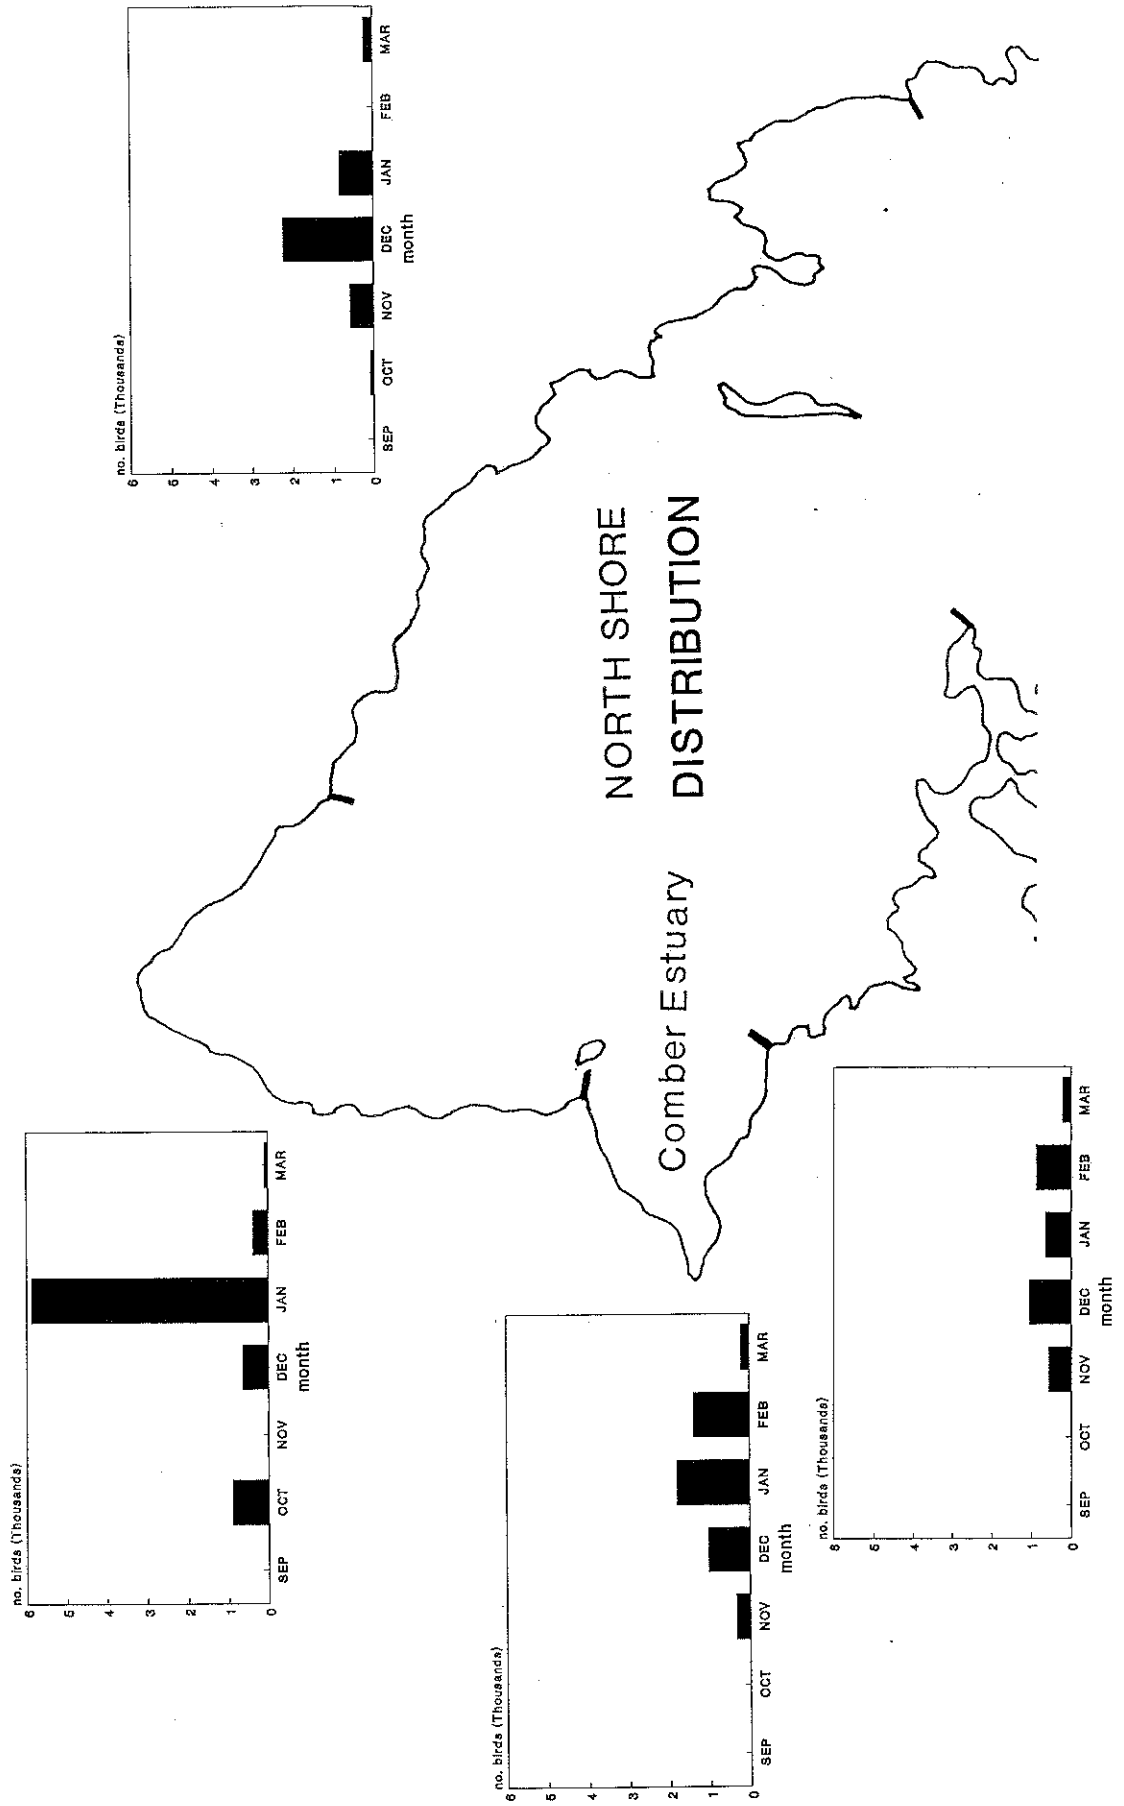 no. birds (Thousands)
6
5
4
3
2
1
0
SEP OCT NOV DEC JAN FEB MAR
month
no. birds (Thousands)
6
5
4
3
2
1
0
SEP OCT NOV DEC JAN FEB MAR
month
NORTH SHORE
DISTRIBUTION
Comber Estuary
no. birds (Thousands)
6
5
4
3
2
1
0
SEP OCT NOV DEC JAN FEB MAR
month
no. birds (Thousands)
6
5
4
3
2
1
0
SEP OCT NOV DEC JAN FEB MAR
month